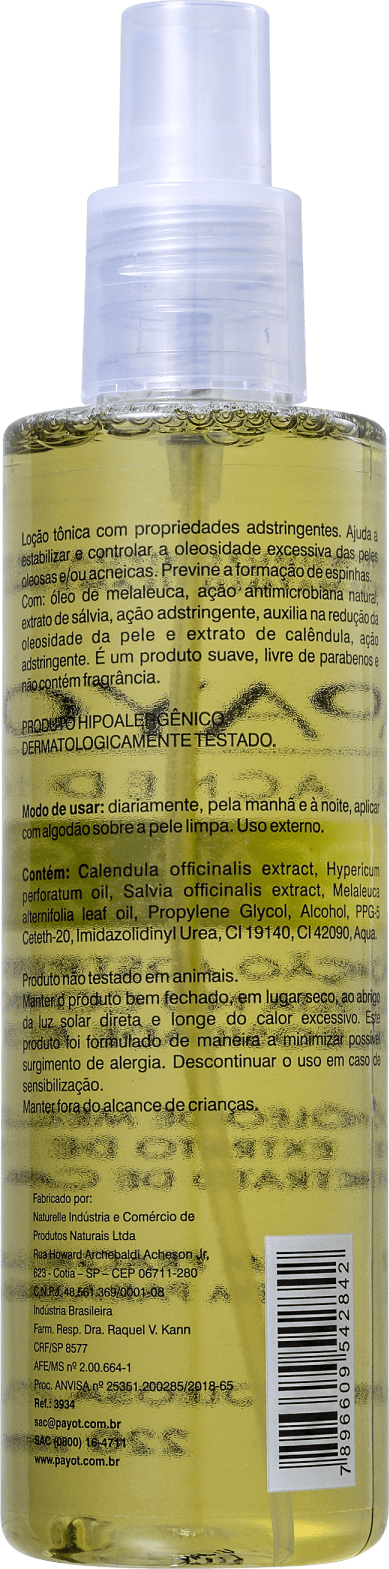 Loção tônica com propriedades adstringentes. Ajuda a
estabilizar e controlar a oleosidade excessiva das peles
oleosas e/ou acneicas. Previne a formação de espinhas.
Com: óleo de melaleuca, ação antimicrobiana natural;
extrato de sálvia, ação adstringente, auxilia na redução da
oleosidade da pele e extrato de calêndula, ação
adstringente. É um produto suave, livre de parabenos e
não contém fragrância.
PRODUTO HIPOALERGÊNICO.
DERMATOLOGICAMENTE TESTADO.
Modo de usar: diariamente, pela manhã e à noite, aplicar
com algodão sobre a pele limpa. Uso externo.
Contém: Calendula officinalis extract, Hypericum
perforatum oil, Salvia officinalis extract, Melaleuca
alternifolia leaf oil, Propylene Glycol, Alcohol, PPG-5
Ceteth-20, Imidazolidinyl Urea, CI 19140, CI 42090, Aqua.
Produto não testado em animais.
Manter o produto bem fechado, em lugar seco, ao abrigo
da luz solar direta e longe do calor excessivo. Este
produto foi formulado de maneira a minimizar possível
surgimento de alergia. Descontinuar o uso em caso de
sensibilização.
Manter fora do alcance de crianças.
Fabricado por:
Naturelle Indústria e Comércio de
Produtos Naturais Ltda
Rua Howard Archebaldi Acheson Jr,
623 - Cotia – SP – CEP 06711-280
C.N.P.J. 48.561.369/0001-08
Indústria Brasileira
Farm. Resp. Dra. Raquel V. Kann
CRF/SP 8577
AFE/MS nº 2.00.664-1
Proc. ANVISA nº 25351.200285/2018-65
Ref.: 3934
sac@payot.com.br
SAC (0800) 16-4711
www.payot.com.br
7 896609 542842